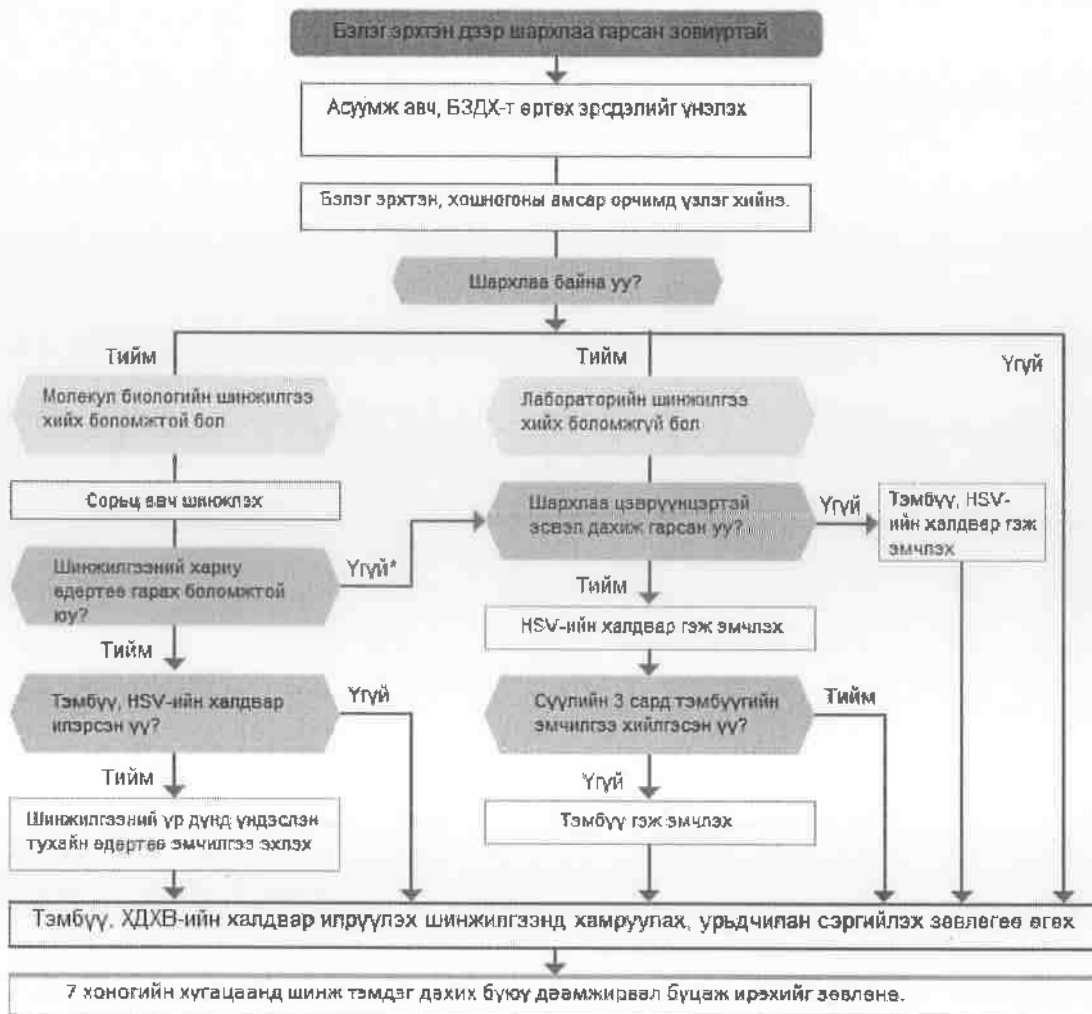 Бэлэг эрхтэн дээр шархлаа гарсан зовиуртай
Асуумж авч, БЗДХ-т өртөх эрсдэлийг үнэлэх
Бэлэг эрхтэн, хошногоны амсар орчимд үзлэг хийнэ.
Шархлаа байна уу?
Тийм
Тийм
Үгүй
Молекул биологийн шинжилгээ
хийх боломжтой бол
Лабораторийн шинжилгээ
хийх боломжгүй бол
Сорьц авч шинжлэх
Шархлаа цэврүүнцэртэй
эсвэл дахиж гарсан уу?
Үгүй
Тэмбүү, HSV-
ийн халдвар гэж
эмчлэх
Шинжилгээний хариу
өдөртөө гарах боломжтой
юу?
Үгүй*
Тийм
HSV-ийн халдвар гэж эмчлэх
Тийм
Тэмбүү, HSV-ийн халдвар
илэрсэн үү?
Үгүй
Сүүлийн 3 сард тэмбүүгийн
эмчилгээ хийлгэсэн үү?
Тийм
Тийм
Үгүй
Шинжилгээний үр дүнд үндэслэн
тухайн өдөртөө эмчилгээ эхлэх
Тэмбүү гэж эмчлэх
Тэмбүү, ХДХВ-ийн халдвар илрүүлэх шинжилгээнд хамруулах, урьдчилан сэргийлэх зөвлөгөө өгөх
7 хоногийн хугацаанд шинж тэмдэг дахих буюу даамжирвал буцаж ирэхийг зөвлөнө.